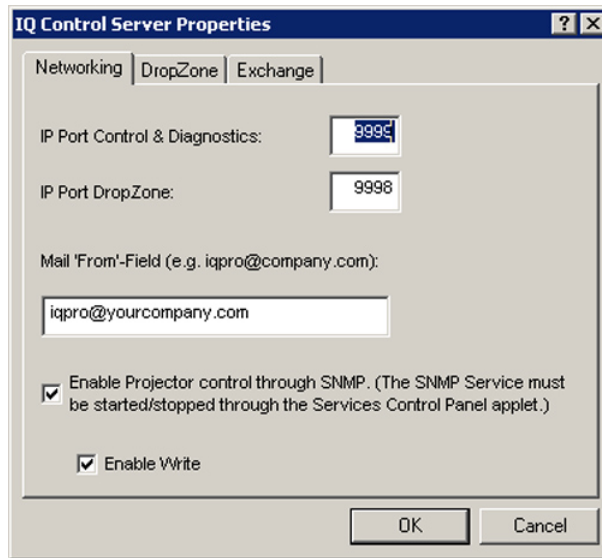 IQ Control Server Properties
Networking DropZone Exchange
IP Port Control & Diagnostics: 9999
IP Port DropZone: 9998
Mail 'From'-Field (e.g. iqpro@company.com):
iqpro@yourcompany.com
Enable Projector control through SNMP. (The SNMP Service must
be started/stopped through the Services Control Panel applet.)
Enable Write
OK Cancel